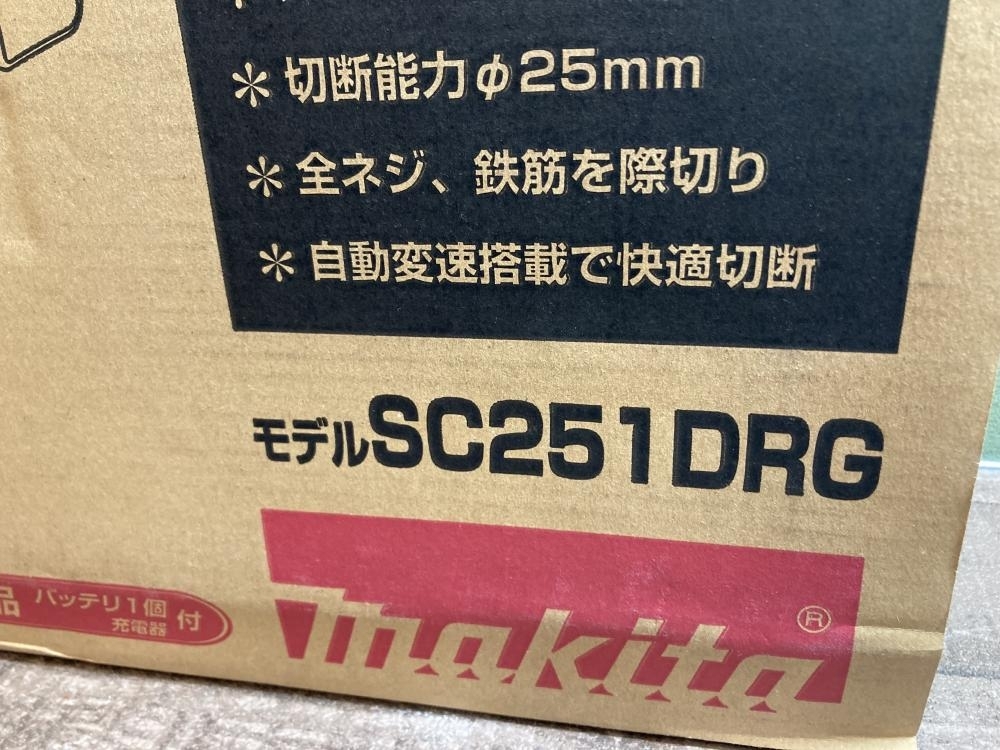 ＊切断能力φ25mm
＊全ネジ、鉄筋を際切り
＊自動変速搭載で快適切断
モデルSC251DRG
makita®
品 バッテリ1個 付
充電器